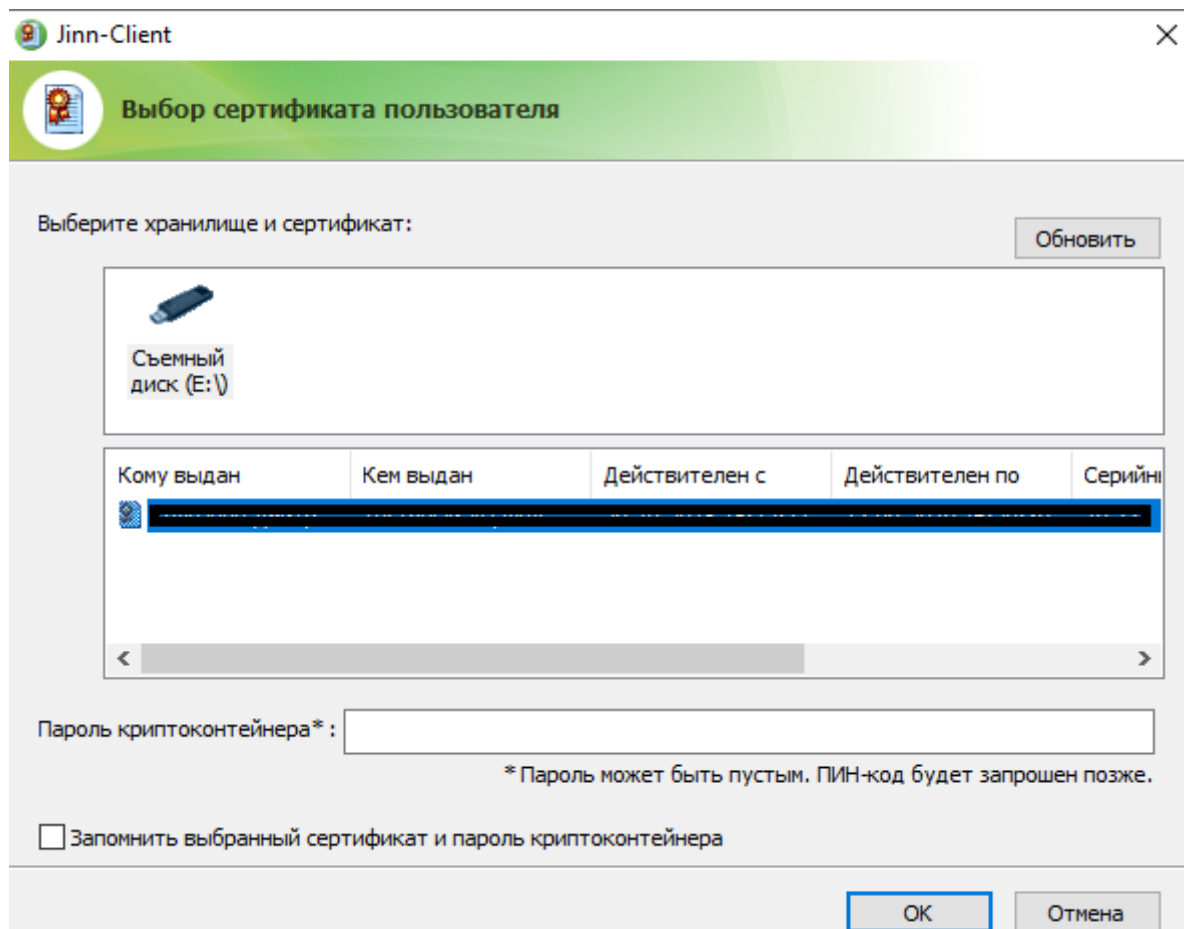 Jinn-Client
Выбор сертификата пользователя
Выберите хранилище и сертификат:
Обновить
Съемный
диск (E:\)
Кому выдан Кем выдан Действителен с Действителен по
Пароль криптоконтейнера* :
* Пароль может быть пустым. ПИН-код будет запрошен позже.
Запомнить выбранный сертификат и пароль криптоконтейнера
ОК Отмена